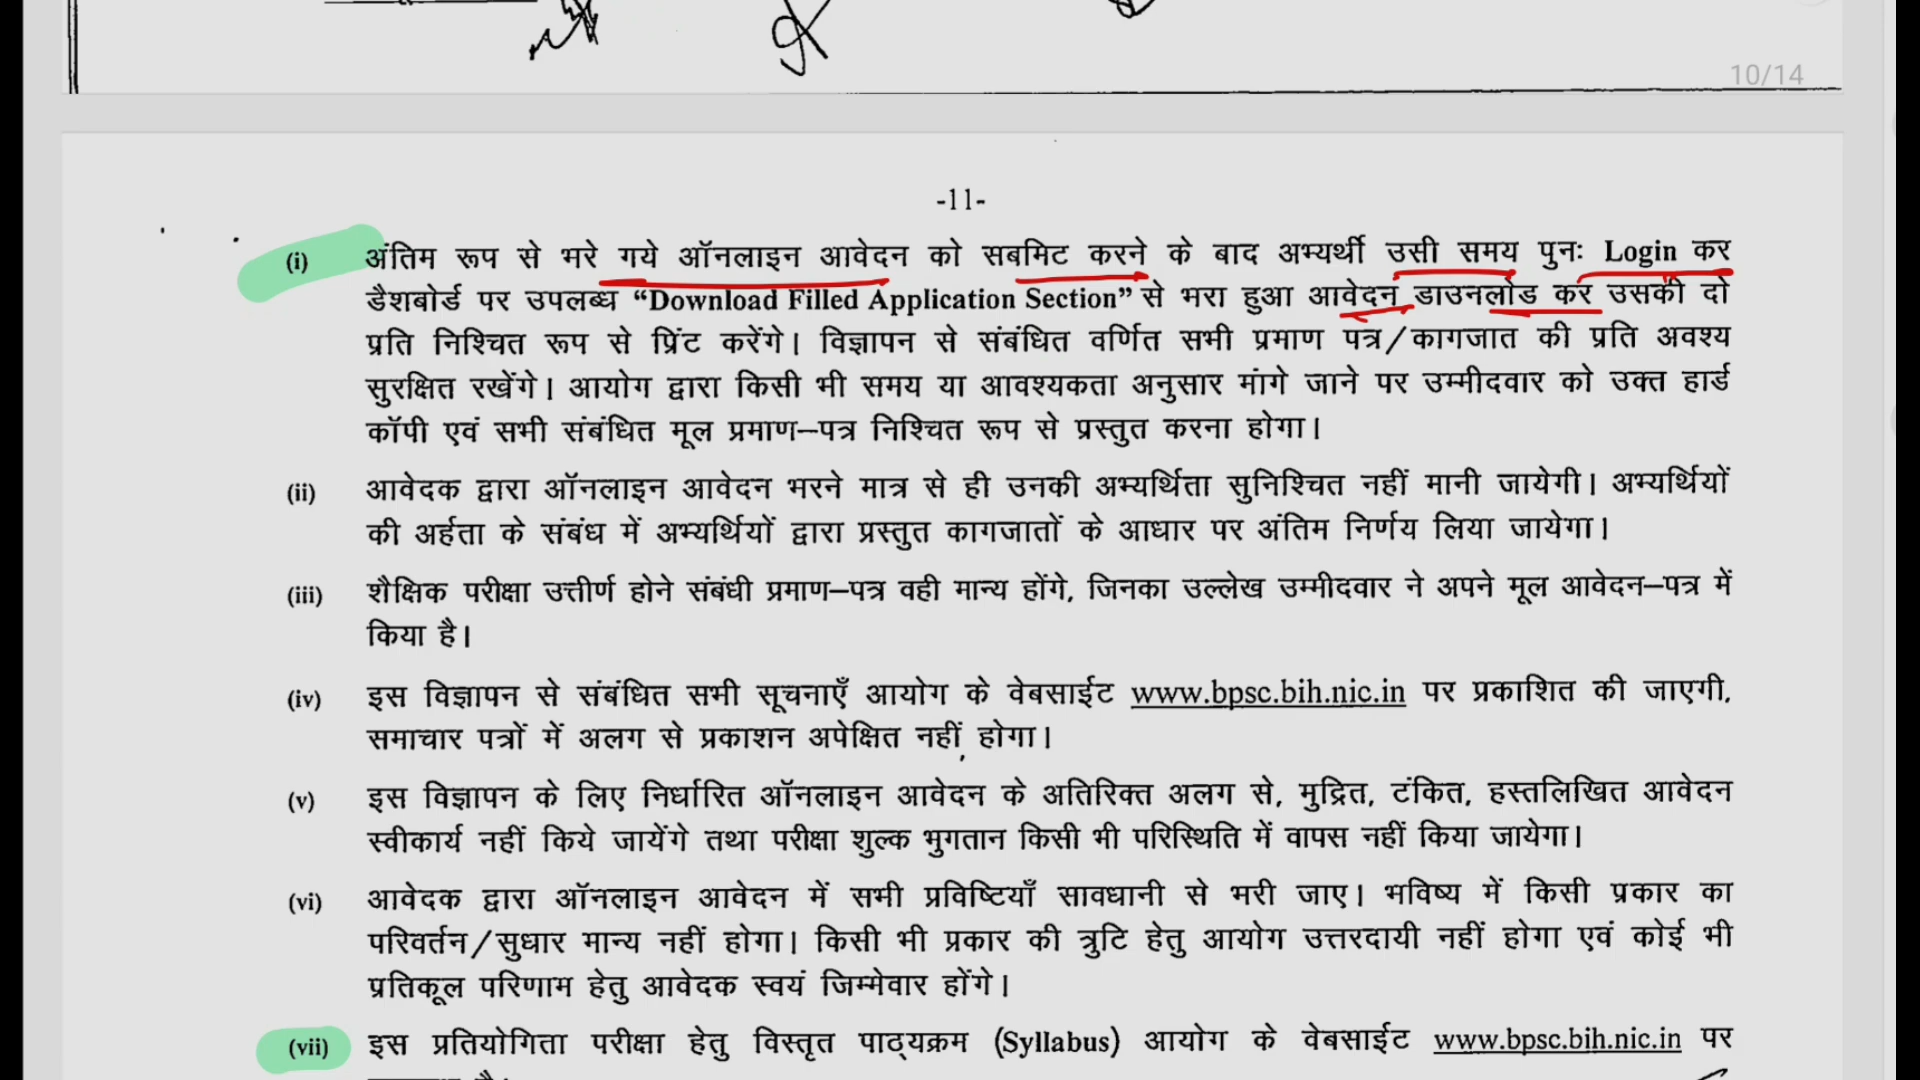 10/14
-11-
(i) अंतिम रूप से भरे गये ऑनलाइन आवेदन को सबमिट करने के बाद अभ्यर्थी उसी समय पुनः Login कर
डैशबोर्ड पर उपलब्ध “Download Filled Application Section” से भरा हुआ आवेदन डाउनलोड कर उसकी दो
प्रति निश्चित रूप से प्रिंट करेंगे। विज्ञापन से संबंधित वर्णित सभी प्रमाण पत्र/कागजात की प्रति अवश्य
सुरक्षित रखेंगे। आयोग द्वारा किसी भी समय या आवश्यकता अनुसार मांगे जाने पर उम्मीदवार को उक्त हार्ड
कॉपी एवं सभी संबंधित मूल प्रमाण–पत्र निश्चित रूप से प्रस्तुत करना होगा।
(ii) आवेदक द्वारा ऑनलाइन आवेदन भरने मात्र से ही उनकी अभ्यर्थिता सुनिश्चित नहीं मानी जायेगी। अभ्यर्थियों
की अर्हता के संबंध में अभ्यर्थियों द्वारा प्रस्तुत कागजातों के आधार पर अंतिम निर्णय लिया जायेगा।
(iii) शैक्षिक परीक्षा उत्तीर्ण होने संबंधी प्रमाण–पत्र वही मान्य होंगे, जिनका उल्लेख उम्मीदवार ने अपने मूल आवेदन–पत्र में
किया है।
(iv) इस विज्ञापन से संबंधित सभी सूचनाएँ आयोग के वेबसाईट www.bpsc.bih.nic.in पर प्रकाशित की जाएगी,
समाचार पत्रों में अलग से प्रकाशन अपेक्षित नहीं होगा।
(v) इस विज्ञापन के लिए निर्धारित ऑनलाइन आवेदन के अतिरिक्त अलग से, मुद्रित, टंकित, हस्तलिखित आवेदन
स्वीकार्य नहीं किये जायेंगे तथा परीक्षा शुल्क भुगतान किसी भी परिस्थिति में वापस नहीं किया जायेगा।
(vi) आवेदक द्वारा ऑनलाइन आवेदन में सभी प्रविष्टियाँ सावधानी से भरी जाए। भविष्य में किसी प्रकार का
परिवर्तन/सुधार मान्य नहीं होगा। किसी भी प्रकार की त्रुटि हेतु आयोग उत्तरदायी नहीं होगा एवं कोई भी
प्रतिकूल परिणाम हेतु आवेदक स्वयं जिम्मेवार होंगे।
(vii) इस प्रतियोगिता परीक्षा हेतु विस्तृत पाठ्यक्रम (Syllabus) आयोग के वेबसाईट www.bpsc.bih.nic.in पर